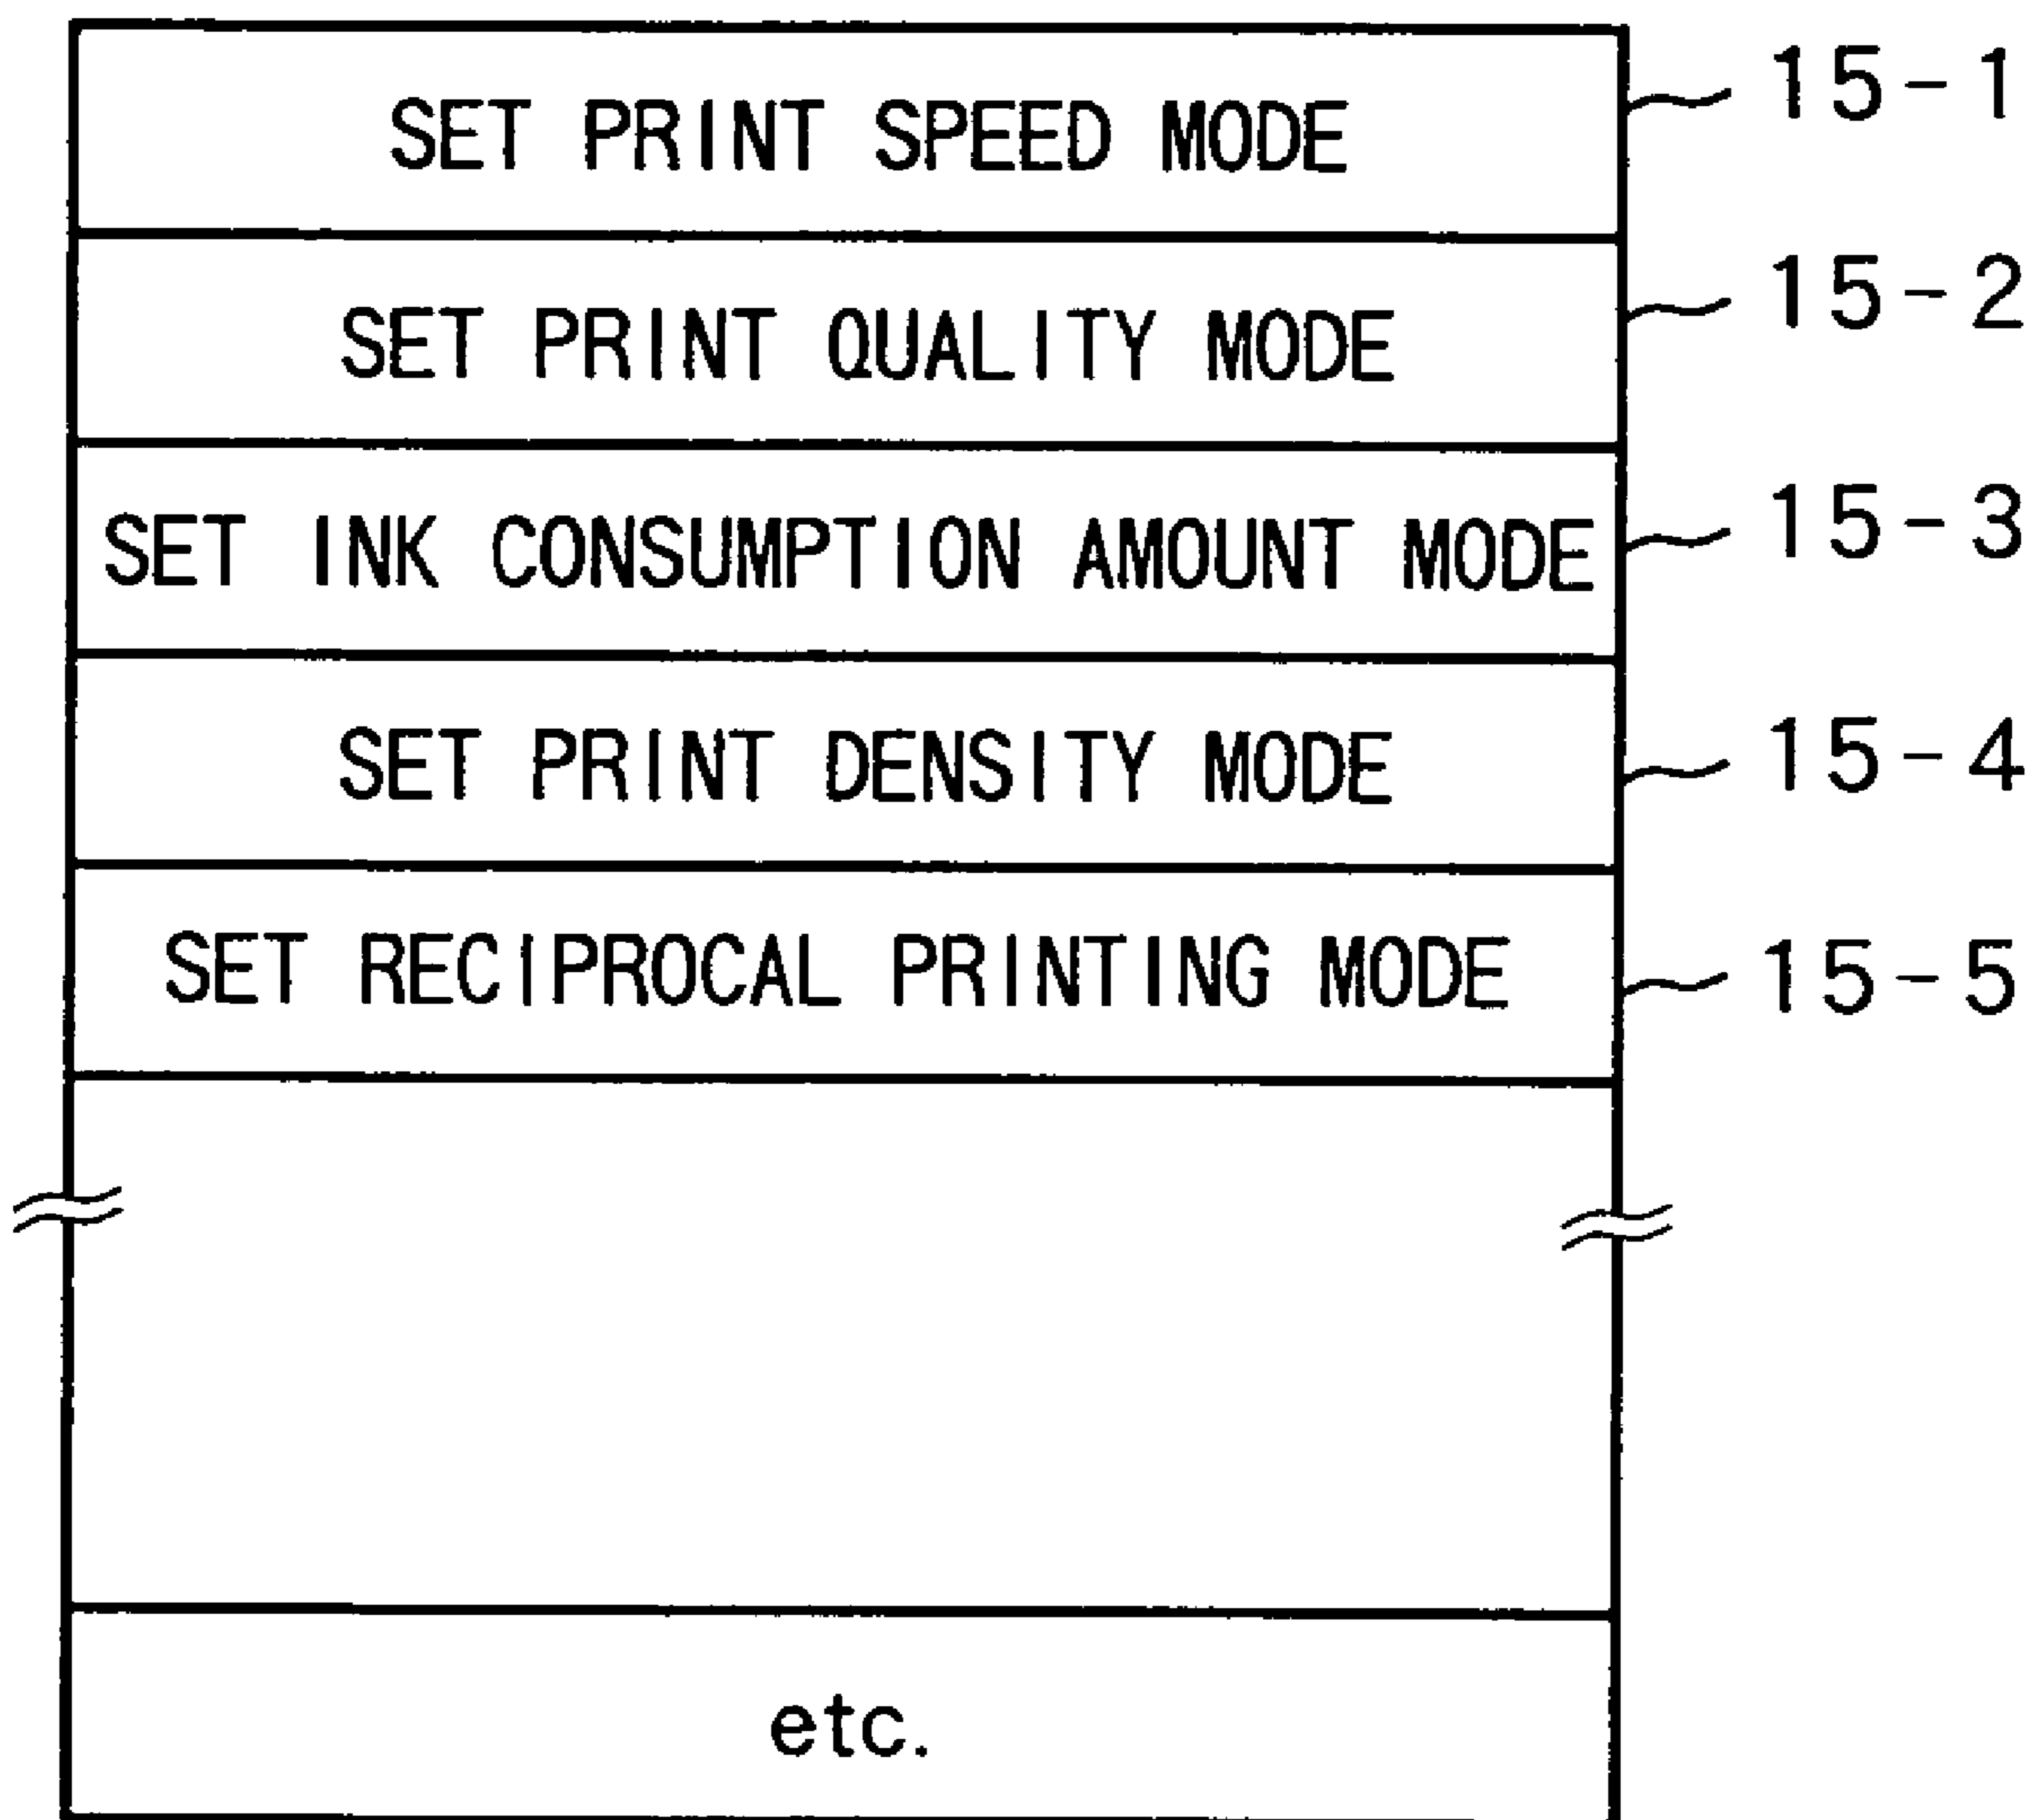 SET PRINT SPEED MODE 15-1
SET PRINT QUALITY MODE 15-2
SET INK CONSUMPTION AMOUNT MODE 15-3
SET PRINT DENSITY MODE 15-4
SET RECIPROCAL PRINTING MODE 15-5
etc.